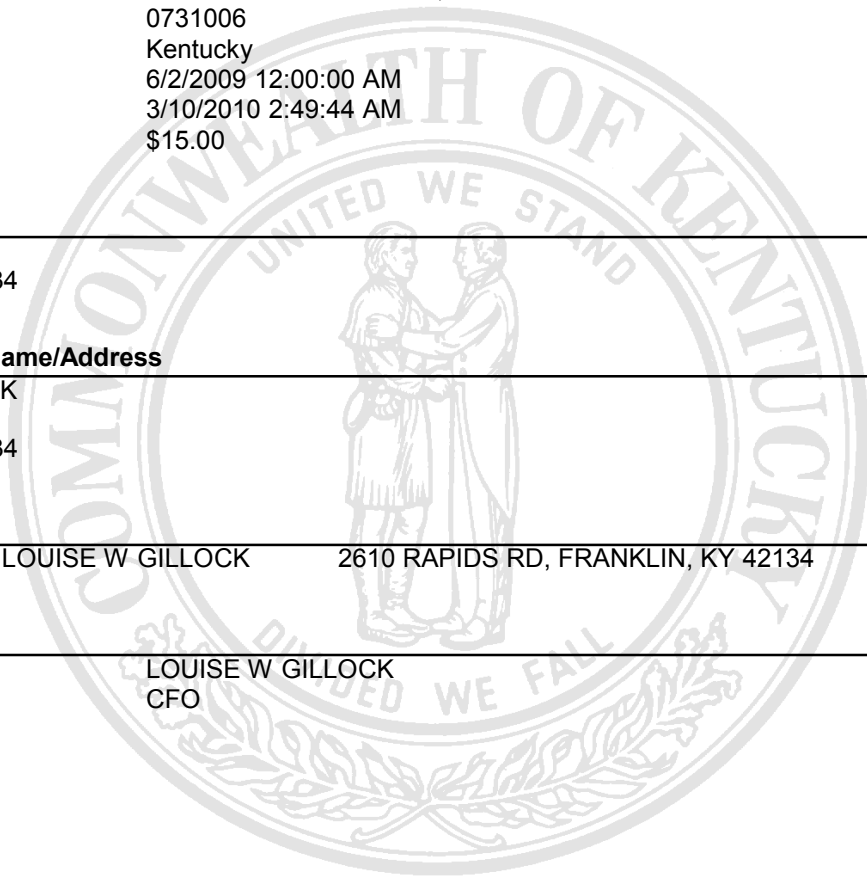 0731006
Kentucky
6/2/2009 12:00:00 AM
3/10/2010 2:49:44 AM
$15.00
COMMONWEALTH OF KENTUCKY
UNITED WE STAND
34
ame/Address
K
34
LOUISE W GILLOCK 2610 RAPIDS RD, FRANKLIN, KY 42134
DIVIDED WE FALL
LOUISE W GILLOCK
CFO